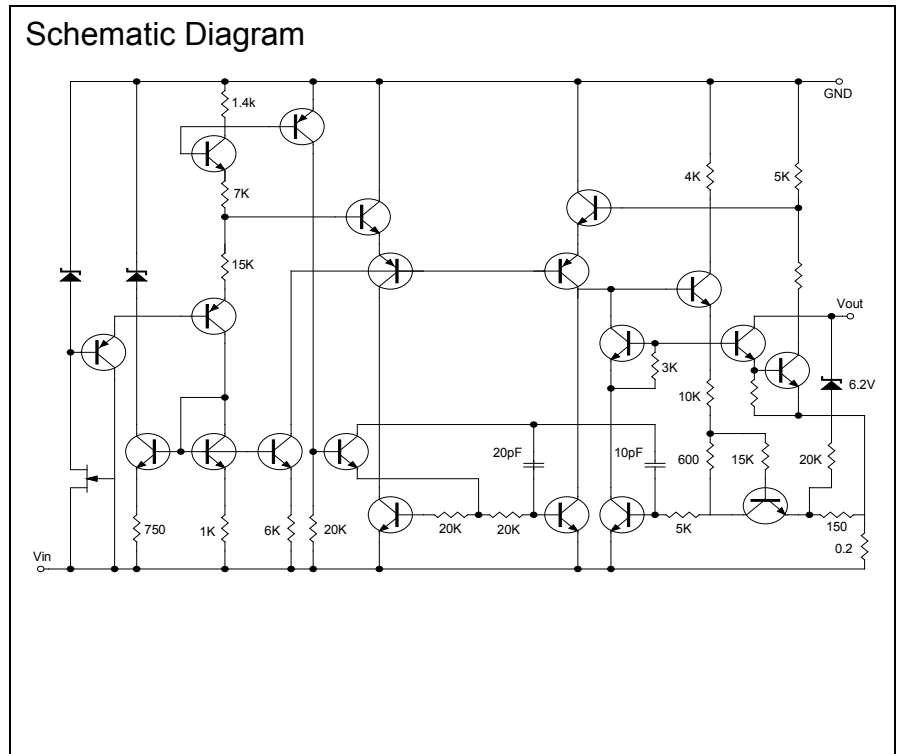 Schematic Diagram
GND
1.4k
4K
5K
7K
15K
Vout
3K
6.2V
10K
20pF
10pF
600
15K
20K
750
1K
6K
20K
20K
20K
5K
150
0.2
Vin